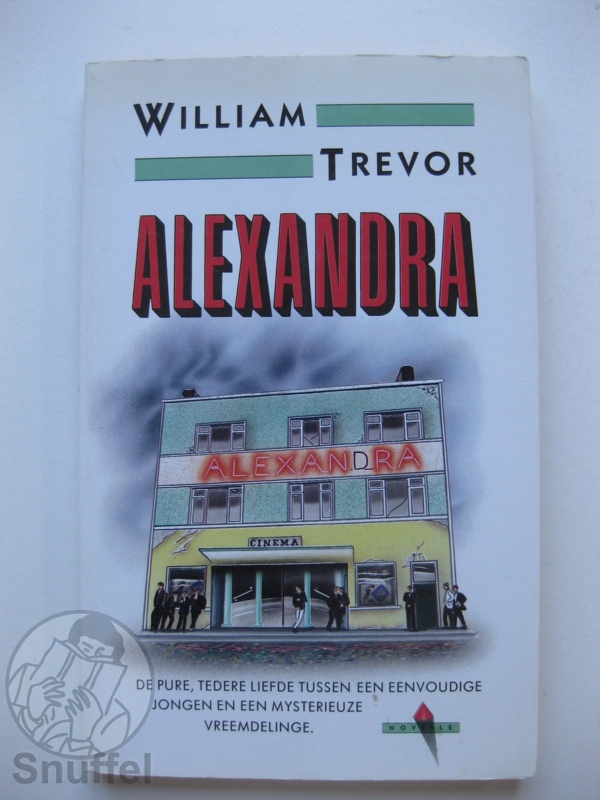 WILLIAM
TREVOR
ALEXANDRA
ALEXANDRA
CINEMA
DE PURE, TEDERE LIEFDE TUSSEN EEN EENVOUDIGE
JONGEN EN EEN MYSTERIEUZE
VREEMDELINGE.
NOVELLE
Snuffel